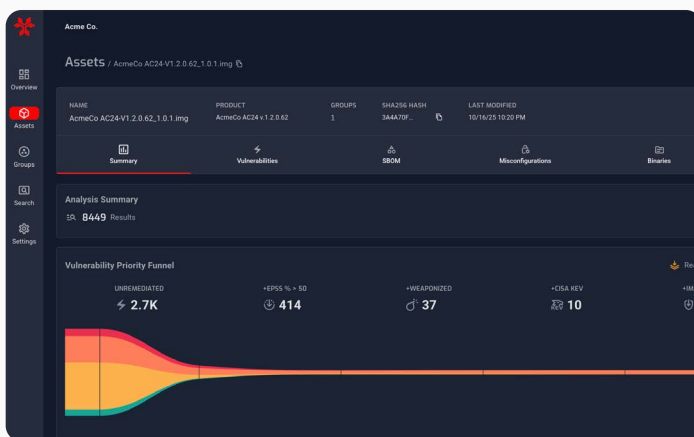 Acme Co.
Assets / AcmeCo AC24-V1.2.0.62_1.0.1.img
Overview
Assets
Groups
Search
Settings
NAME PRODUCT GROUPS SHA256 HASH LAST MODIFIED
AcmeCo AC24-V1.2.0.62_1.0.1.img AcmeCo AC24 v.1.2.0.62 1 3A4A70F... 10/16/25 10:20 PM
Summary Vulnerabilities SBOM Misconfigurations Binaries
Analysis Summary
8449 Results
Vulnerability Priority Funnel Rea
UNREMEDIATED +EPSS % > 50 +WEAPONIZED +CISA KEV +IM
2.7K 414 37 KEV 10